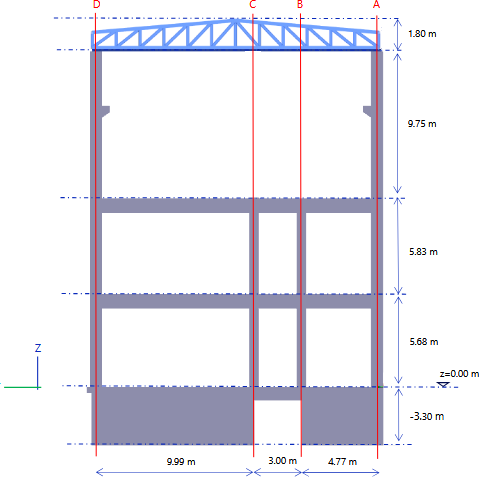 D C B A
1.80 m
9.75 m
5.83 m
5.68 m
Z
z=0.00 m
-3.30 m
9.99 m 3.00 m 4.77 m